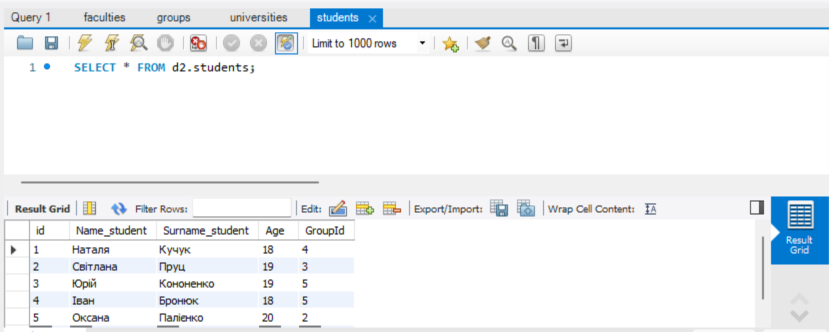 Query 1 faculties groups universities students
Limit to 1000 rows
1 SELECT * FROM d2.students;
Result Grid Filter Rows: Edit: Export/Import: Wrap Cell Content:
id Name_student Surname_student Age GroupId
1 Наталя Кучук 18 4
2 Світлана Пруц 19 3
3 Юрій Кононенко 19 5
4 Іван Бронюк 18 5
5 Оксана Палієнко 20 2
Result
Grid